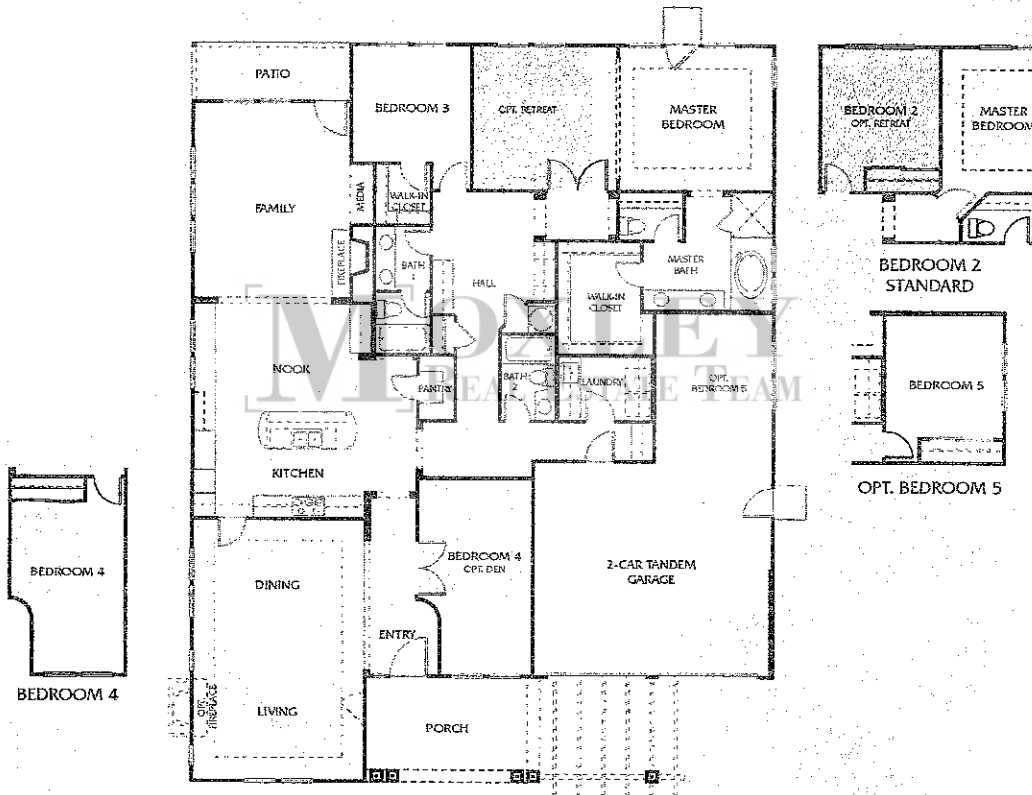 PATIO
BEDROOM 3
OPT. RETREAT
MASTER
BEDROOM
BEDROOM 2
OPT. RETREAT
MASTER
BEDROOM
FAMILY
MEDIA
WALK-IN
CLOSET
FIREPLACE
BATH
HALL
MASTER
BATH
WALK-IN
CLOSET
BEDROOM 2
STANDARD
MOXLEY
REAL ESTATE TEAM
NOOK
PANTRY
BATH
LAUNDRY
OPT.
BEDROOM 5
BEDROOM 5
OPT. BEDROOM 5
KITCHEN
BEDROOM 4
BEDROOM 4
BEDROOM 4
OPT. DEN
2-CAR TANDEM
GARAGE
DINING
ENTRY
OPT.
FIREPLACE
LIVING
PORCH